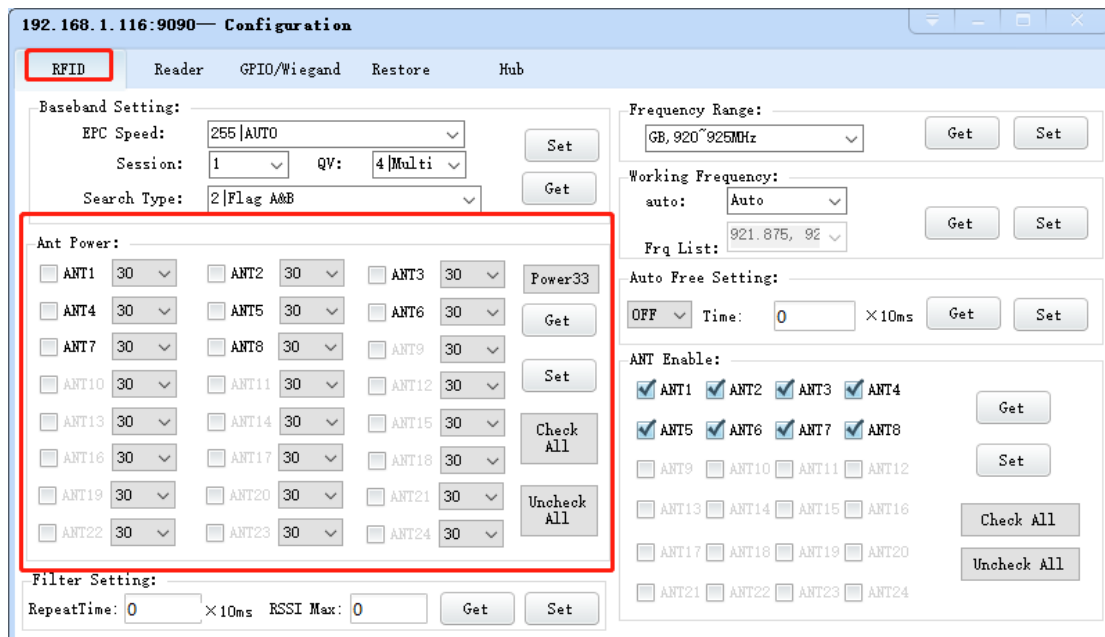 192.168.1.116:9090— Configuration
RFID Reader GPIO/Wiegand Restore Hub
Baseband Setting:
EPC Speed: 255|AUTO
Session: 1 QV: 4|Multi
Search Type: 2|Flag A&B
Set
Get
Ant Power:
ANT1 30 ANT2 30 ANT3 30 Power33
ANT4 30 ANT5 30 ANT6 30 Get
ANT7 30 ANT8 30 ANT9 30 Set
ANT10 30 ANT11 30 ANT12 30
ANT13 30 ANT14 30 ANT15 30 Check
All
ANT16 30 ANT17 30 ANT18 30
ANT19 30 ANT20 30 ANT21 30 Uncheck
All
ANT22 30 ANT23 30 ANT24 30
Filter Setting:
RepeatTime: 0 ×10ms RSSI Max: 0 Get Set
Frequency Range:
GB,920~925MHz Get Set
Working Frequency:
auto: Auto
Frq List: 921.875, 92
Get Set
Auto Free Setting:
OFF Time: 0 ×10ms Get Set
ANT Enable:
ANT1 ANT2 ANT3 ANT4
ANT5 ANT6 ANT7 ANT8
ANT9 ANT10 ANT11 ANT12
ANT13 ANT14 ANT15 ANT16
ANT17 ANT18 ANT19 ANT20
ANT21 ANT22 ANT23 ANT24
Get
Set
Check All
Uncheck All